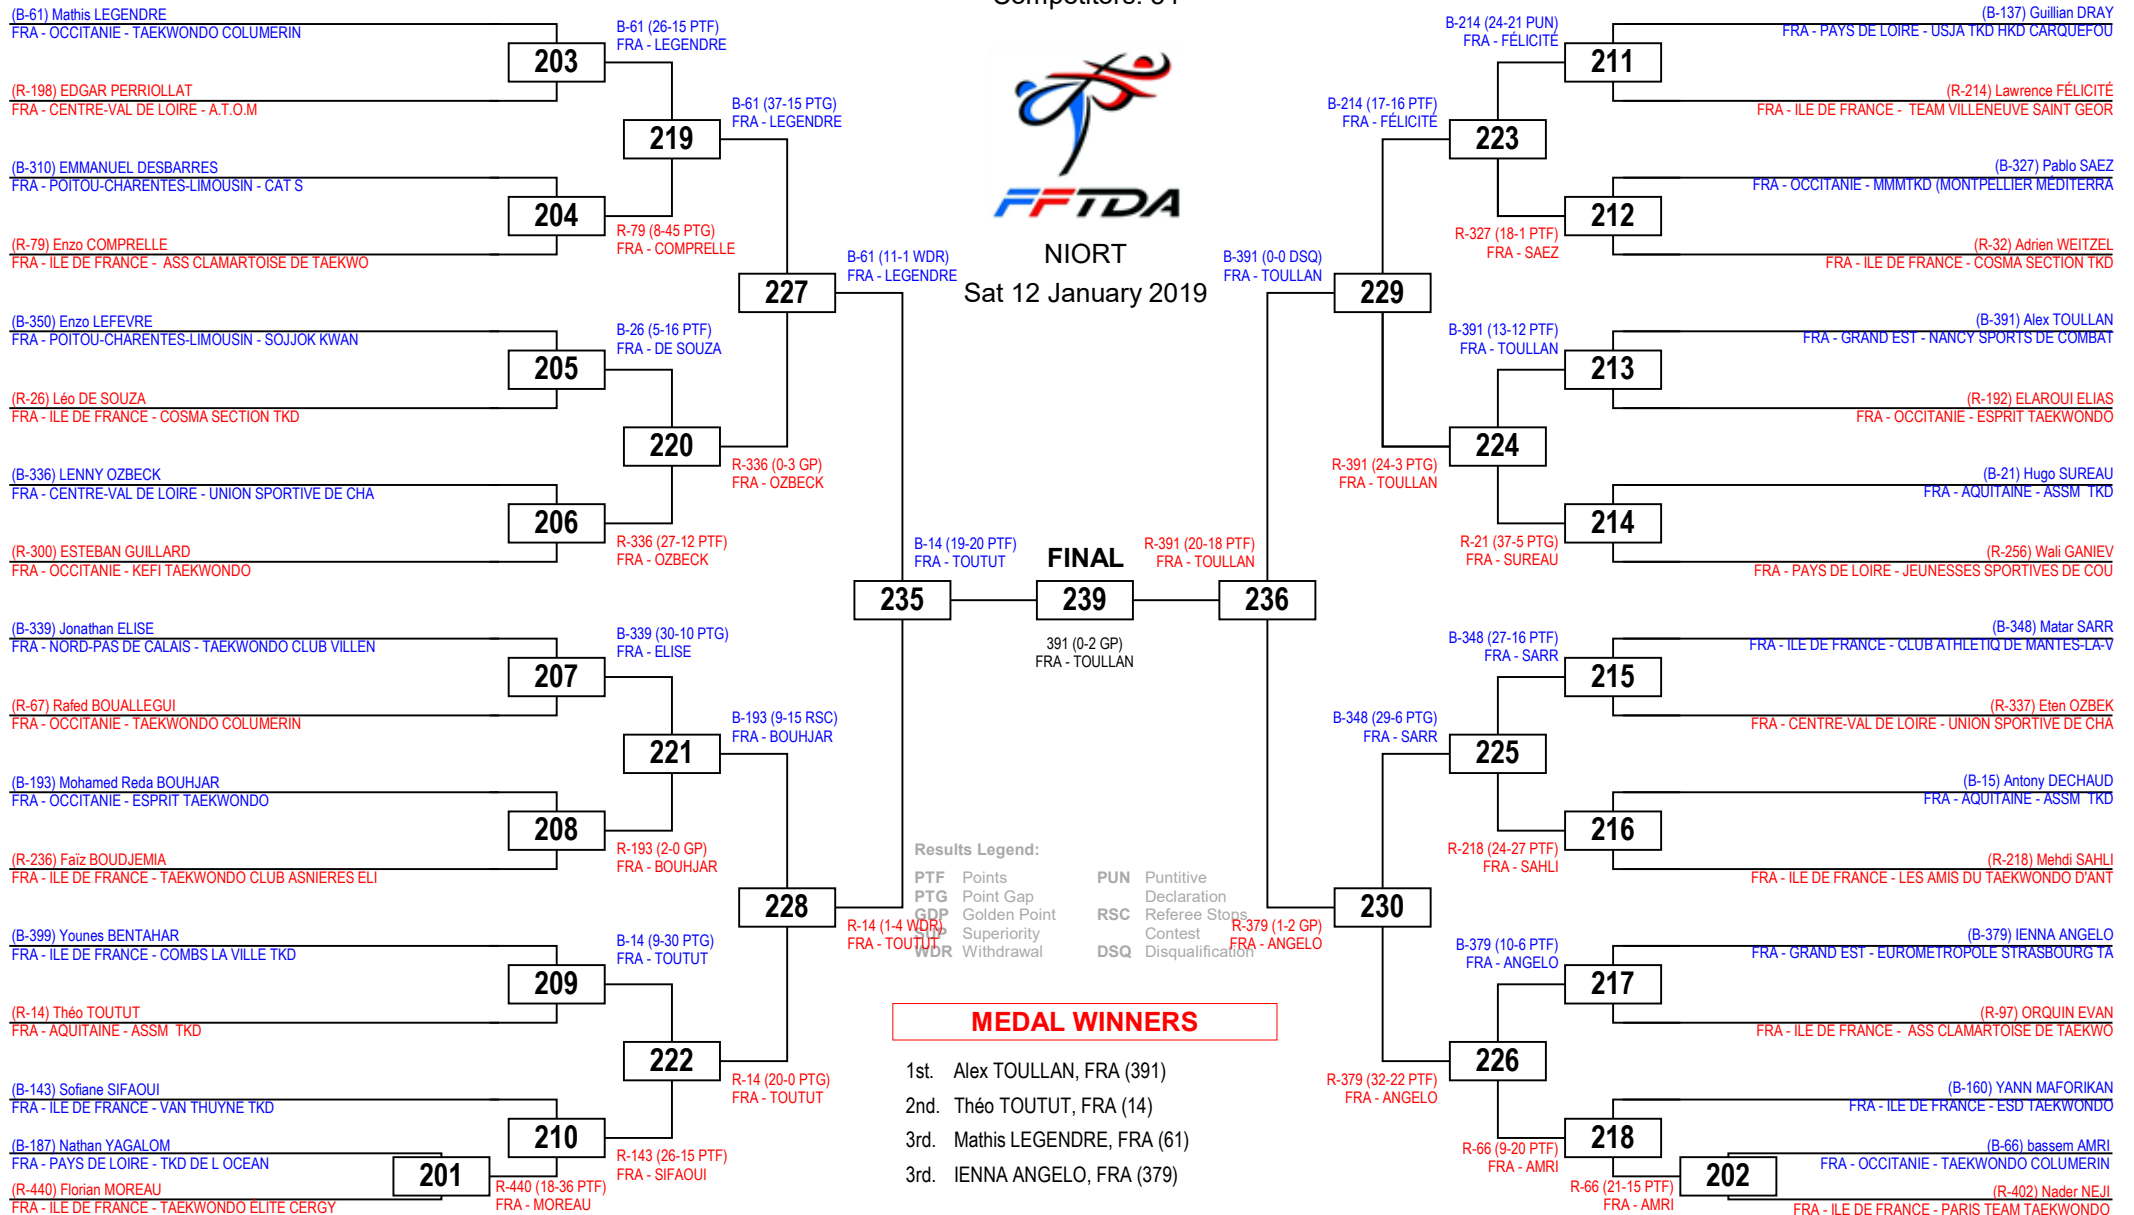 (B-61) Mathis LEGENDRE
FRA - OCCITANIE - TAEKWONDO COLUMERIN
(R-198) EDGAR PERRIOLLAT
FRA - CENTRE-VAL DE LOIRE - A.T.O.M
(B-310) EMMANUEL DESBARRES
FRA - POITOU-CHARENTES-LIMOUSIN - CAT S
(R-79) Enzo COMPRELLE
FRA - ILE DE FRANCE - ASS CLAMARTOISE DE TAEKWO
(B-350) Enzo LEFEVRE
FRA - POITOU-CHARENTES-LIMOUSIN - SOJJOK KWAN
(R-26) Léo DE SOUZA
FRA - ILE DE FRANCE - COSMA SECTION TKD
(B-336) LENNY OZBECK
FRA - CENTRE-VAL DE LOIRE - UNION SPORTIVE DE CHA
(R-300) ESTEBAN GUILLARD
FRA - OCCITANIE - KEFI TAEKWONDO
(B-339) Jonathan ELISE
FRA - NORD-PAS DE CALAIS - TAEKWONDO CLUB VILLEN
(R-67) Rafed BOUALLEGUI
FRA - OCCITANIE - TAEKWONDO COLUMERIN
(B-193) Mohamed Reda BOUHJAR
FRA - OCCITANIE - ESPRIT TAEKWONDO
(R-236) Faïz BOUDJEMIA
FRA - ILE DE FRANCE - TAEKWONDO CLUB ASNIERES ELI
(B-399) Younes BENTAHAR
FRA - ILE DE FRANCE - COMBS LA VILLE TKD
(R-14) Théo TOUTUT
FRA - AQUITAINE - ASSM TKD
(B-143) Sofiane SIFAOUI
FRA - ILE DE FRANCE - VAN THUYNE TKD
(B-187) Nathan YAGALOM
FRA - PAYS DE LOIRE - TKD DE L OCEAN
(R-440) Florian MOREAU
FRA - ILE DE FRANCE - TAEKWONDO ELITE CERGY
201
R-440 (18-36 PTF)
FRA - MOREAU
203
204
205
206
207
208
209
210
B-61 (26-15 PTF)
FRA - LEGENDRE
R-79 (8-45 PTG)
FRA - COMPRELLE
B-26 (5-16 PTF)
FRA - DE SOUZA
R-336 (27-12 PTF)
FRA - OZBECK
B-339 (30-10 PTG)
FRA - ELISE
R-193 (2-0 GP)
FRA - BOUHJAR
B-14 (9-30 PTG)
FRA - TOUTUT
R-143 (26-15 PTF)
FRA - SIFAOUI
219
220
221
222
B-61 (37-15 PTG)
FRA - LEGENDRE
R-336 (0-3 GP)
FRA - OZBECK
B-193 (9-15 RSC)
FRA - BOUHJAR
R-14 (20-0 PTG)
FRA - TOUTUT
227
228
B-61 (11-1 WDR)
FRA - LEGENDRE
R-14 (1-4 WDR)
FRA - TOUTUT
235
B-14 (19-20 PTF)
FRA - TOUTUT
FFTDA
NIORT
Sat 12 January 2019
FINAL
239
391 (0-2 GP)
FRA - TOULLAN
R-391 (20-18 PTF)
FRA - TOULLAN
236
B-391 (0-0 DSQ)
FRA - TOULLAN
R-379 (1-2 GP)
FRA - ANGELO
229
230
B-214 (17-16 PTF)
FRA - FÉLICITÉ
R-391 (24-3 PTG)
FRA - TOULLAN
B-348 (29-6 PTG)
FRA - SARR
R-379 (32-22 PTF)
FRA - ANGELO
223
224
225
226
B-214 (24-21 PUN)
FRA - FÉLICITÉ
R-327 (18-1 PTF)
FRA - SAEZ
B-391 (13-12 PTF)
FRA - TOULLAN
R-21 (37-5 PTG)
FRA - SUREAU
B-348 (27-16 PTF)
FRA - SARR
R-218 (24-27 PTF)
FRA - SAHLI
B-379 (10-6 PTF)
FRA - ANGELO
R-66 (9-20 PTF)
FRA - AMRI
211
212
213
214
215
216
217
218
R-66 (21-15 PTF)
FRA - AMRI
202
(B-137) Guillian DRAY
FRA - PAYS DE LOIRE - USJA TKD HKD CARQUEFOU
(R-214) Lawrence FÉLICITÉ
FRA - ILE DE FRANCE - TEAM VILLENEUVE SAINT GEOR
(B-327) Pablo SAEZ
FRA - OCCITANIE - MMMTKD (MONTPELLIER MÉDITERRA
(R-32) Adrien WEITZEL
FRA - ILE DE FRANCE - COSMA SECTION TKD
(B-391) Alex TOULLAN
FRA - GRAND EST - NANCY SPORTS DE COMBAT
(R-192) ELAROUI ELIAS
FRA - OCCITANIE - ESPRIT TAEKWONDO
(B-21) Hugo SUREAU
FRA - AQUITAINE - ASSM TKD
(R-256) Wali GANIEV
FRA - PAYS DE LOIRE - JEUNESSES SPORTIVES DE COU
(B-348) Matar SARR
FRA - ILE DE FRANCE - CLUB ATHLETIQ DE MANTES-LA-V
(R-337) Eten OZBEK
FRA - CENTRE-VAL DE LOIRE - UNION SPORTIVE DE CHA
(B-15) Antony DECHAUD
FRA - AQUITAINE - ASSM TKD
(R-218) Mehdi SAHLI
FRA - ILE DE FRANCE - LES AMIS DU TAEKWONDO D'ANT
(B-379) IENNA ANGELO
FRA - GRAND EST - EUROMETROPOLE STRASBOURG TA
(R-97) ORQUIN EVAN
FRA - ILE DE FRANCE - ASS CLAMARTOISE DE TAEKWO
(B-160) YANN MAFORIKAN
FRA - ILE DE FRANCE - ESD TAEKWONDO
(B-66) bassem AMRI
FRA - OCCITANIE - TAEKWONDO COLUMERIN
(R-402) Nader NEJI
FRA - ILE DE FRANCE - PARIS TEAM TAEKWONDO
Results Legend:
PTF Points
PTG Point Gap
GDP Golden Point
SUP Superiority
WDR Withdrawal
PUN Puntitive
Declaration
RSC Referee Stops
Contest
DSQ Disqualification
MEDAL WINNERS
1st. Alex TOULLAN, FRA (391)
2nd. Théo TOUTUT, FRA (14)
3rd. Mathis LEGENDRE, FRA (61)
3rd. IENNA ANGELO, FRA (379)